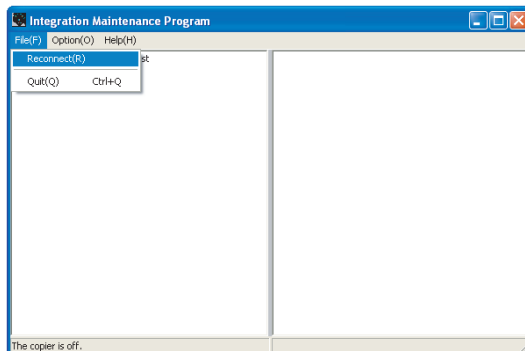 Integration Maintenance Program
File(F) Option(O) Help(H)
Reconnect(R)
Quit(Q) Ctrl+Q
The copier is off.